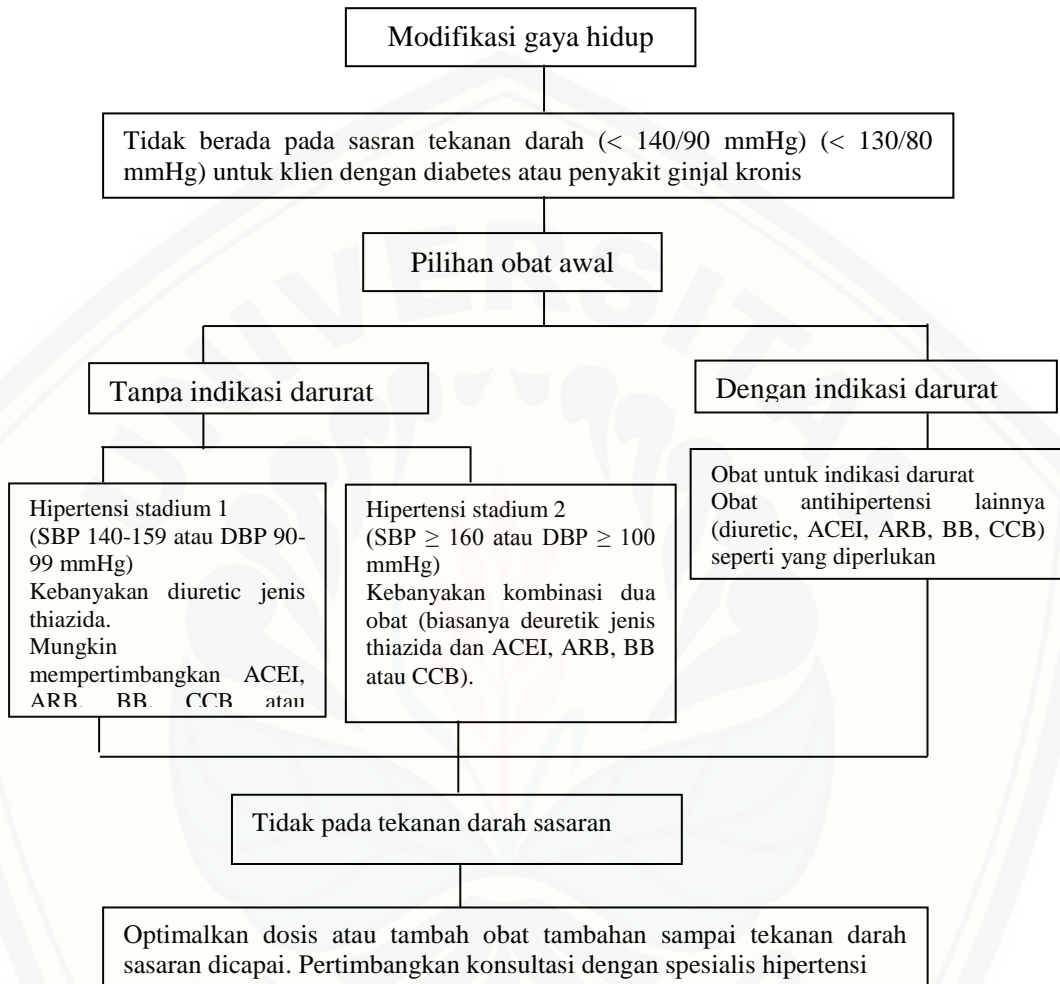 Modifikasi gaya hidup
Tidak berada pada sasran tekanan darah (< 140/90 mmHg) (< 130/80
mmHg) untuk klien dengan diabetes atau penyakit ginjal kronis
Pilihan obat awal
Tanpa indikasi darurat
Dengan indikasi darurat
Hipertensi stadium 1
(SBP 140-159 atau DBP 90-
99 mmHg)
Kebanyakan diuretic jenis
thiazida.
Mungkin
mempertimbangkan ACEI,
ARB, BB, CCB atau
Hipertensi stadium 2
(SBP ≥ 160 atau DBP ≥ 100
mmHg)
Kebanyakan kombinasi dua
obat (biasanya deuretik jenis
thiazida dan ACEI, ARB, BB
atau CCB).
Obat untuk indikasi darurat
Obat antihipertensi lainnya
(diuretic, ACEI, ARB, BB, CCB)
seperti yang diperlukan
Tidak pada tekanan darah sasaran
Optimalkan dosis atau tambah obat tambahan sampai tekanan darah
sasaran dicapai. Pertimbangkan konsultasi dengan spesialis hipertensi
UNIVERSITA